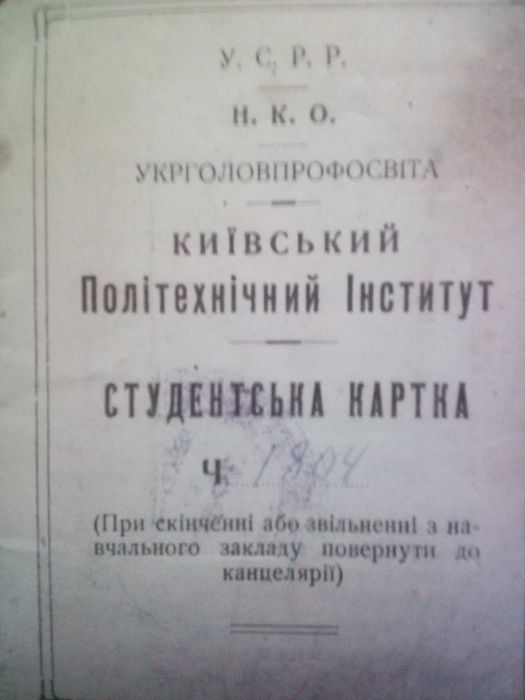 У. С. Р. Р.
Н. К. О.
УКРГОЛОВПРОФОСВІТА
КИЇВСЬКИЙ
Політехнічний Інститут
СТУДЕНТСЬКА КАРТКА
Ч. 1804
(При скінченні або звільненні з на-
вчального закладу повернути до
канцелярії)